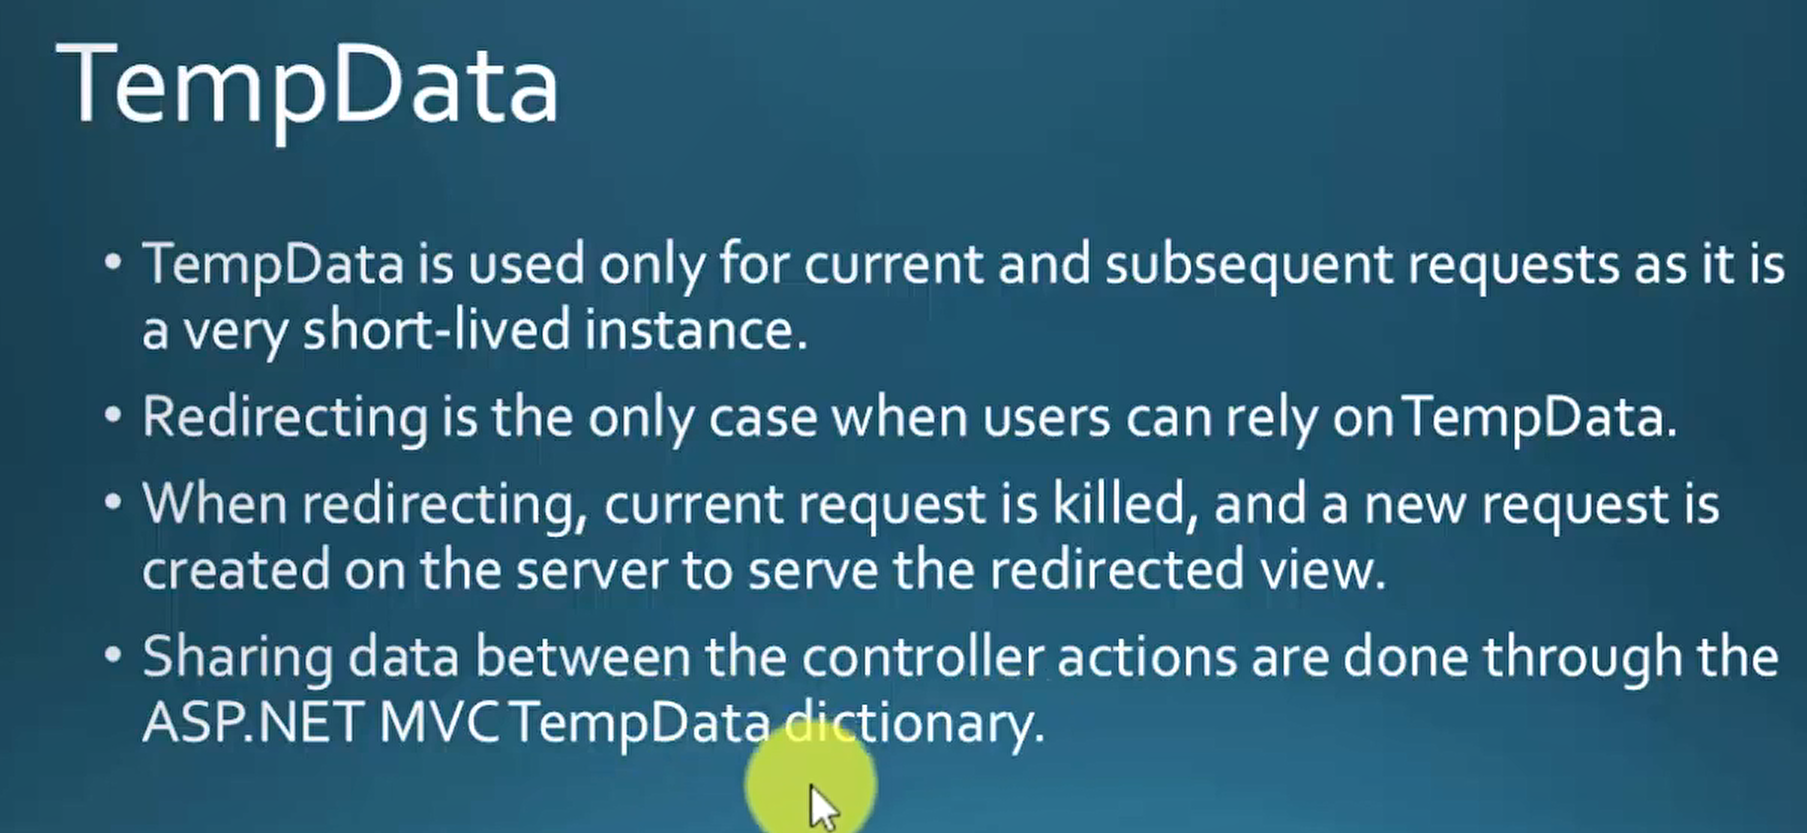 TempData
• TempData is used only for current and subsequent requests as it is
a very short-lived instance.
• Redirecting is the only case when users can rely on TempData.
• When redirecting, current request is killed, and a new request is
created on the server to serve the redirected view.
• Sharing data between the controller actions are done through the
ASP.NET MVC TempData dictionary.